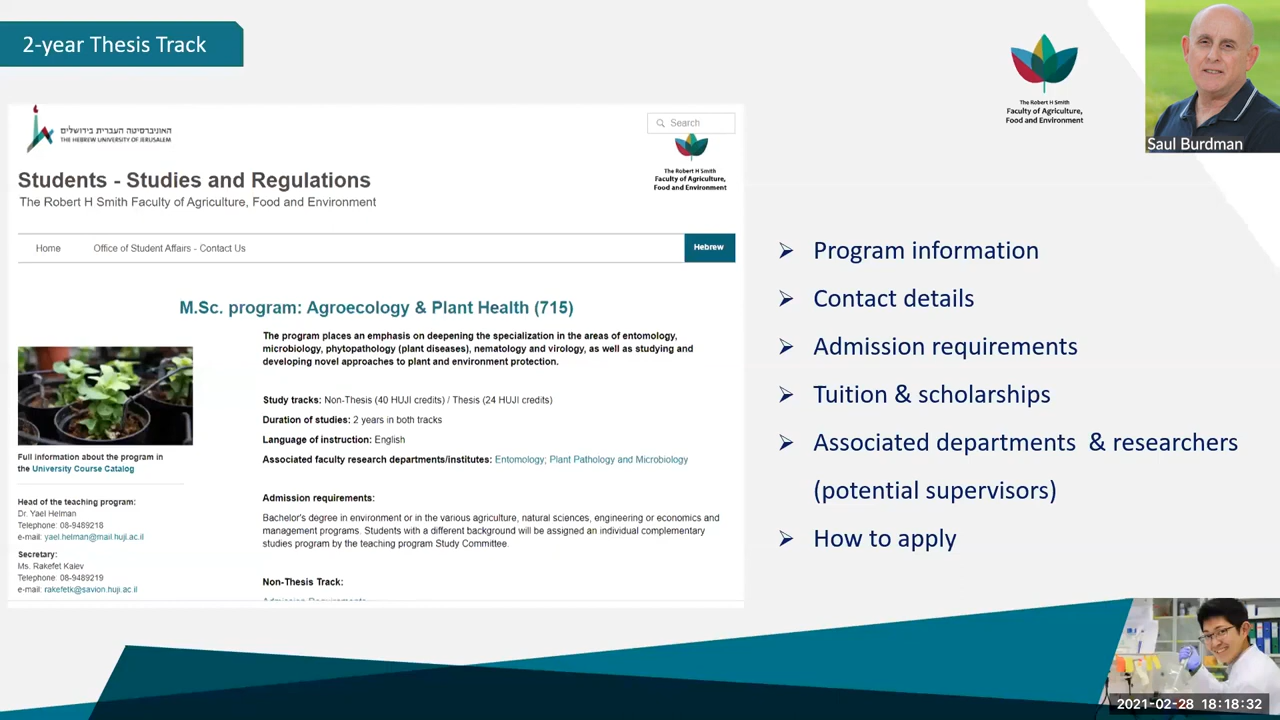 2-year Thesis Track
The Robert H Smith
Faculty of Agriculture,
Food and Environment
Saul Burdman
האוניברסיטה העברית בירושלים
THE HEBREW UNIVERSITY OF JERUSALEM
Search
The Robert H Smith
Faculty of Agriculture,
Food and Environment
Students - Studies and Regulations
The Robert H Smith Faculty of Agriculture, Food and Environment
Home
Office of Student Affairs - Contact Us
Hebrew
M.Sc. program: Agroecology & Plant Health (715)
The program places an emphasis on deepening the specialization in the areas of entomology,
microbiology, phytopathology (plant diseases), nematology and virology, as well as studying and
developing novel approaches to plant and environment protection.
Study tracks: Non-Thesis (40 HUJI credits) / Thesis (24 HUJI credits)
Duration of studies: 2 years in both tracks
Language of instruction: English
Associated faculty research departments/institutes: Entomology; Plant Pathology and Microbiology
Admission requirements:
Bachelor's degree in environment or in the various agriculture, natural sciences, engineering or economics and
management programs. Students with a different background will be assigned an individual complementary
studies program by the teaching program Study Committee.
Non-Thesis Track:
Admission Requirements
Full information about the program in
the University Course Catalog
Head of the teaching program:
Dr. Yael Helman
Telephone: 08-9489218
e-mail: yael.helman@mail.huji.ac.il
Secretary:
Ms. Rakefet Kalev
Telephone: 08-9489219
e-mail: rakefetk@savion.huji.ac.il
➢ Program information
➢ Contact details
➢ Admission requirements
➢ Tuition & scholarships
➢ Associated departments & researchers
(potential supervisors)
➢ How to apply
2021-02-28 18:18:32